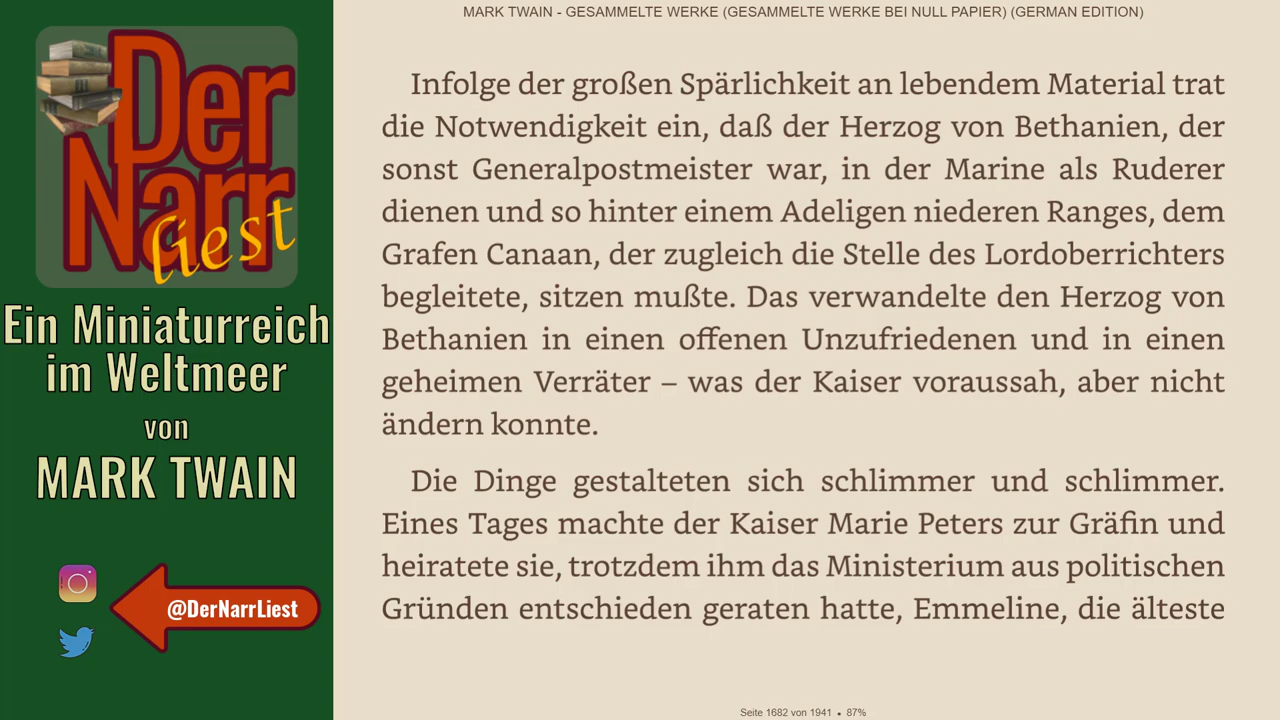 Der
Narr
liest
Ein Miniaturreich
im Weltmeer
von
MARK TWAIN
@DerNarrLiest
MARK TWAIN - GESAMMELTE WERKE (GESAMMELTE WERKE BEI NULL PAPIER) (GERMAN EDITION)
Infolge der großen Spärlichkeit an lebendem Material trat
die Notwendigkeit ein, daß der Herzog von Bethanien, der
sonst Generalpostmeister war, in der Marine als Ruderer
dienen und so hinter einem Adeligen niederen Ranges, dem
Grafen Canaan, der zugleich die Stelle des Lordoberrichters
begleitete, sitzen mußte. Das verwandelte den Herzog von
Bethanien in einen offenen Unzufriedenen und in einen
geheimen Verräter – was der Kaiser voraussah, aber nicht
ändern konnte.
Die Dinge gestalteten sich schlimmer und schlimmer.
Eines Tages machte der Kaiser Marie Peters zur Gräfin und
heiratete sie, trotzdem ihm das Ministerium aus politischen
Gründen entschieden geraten hatte, Emmeline, die älteste
Seite 1682 von 1941 • 87%